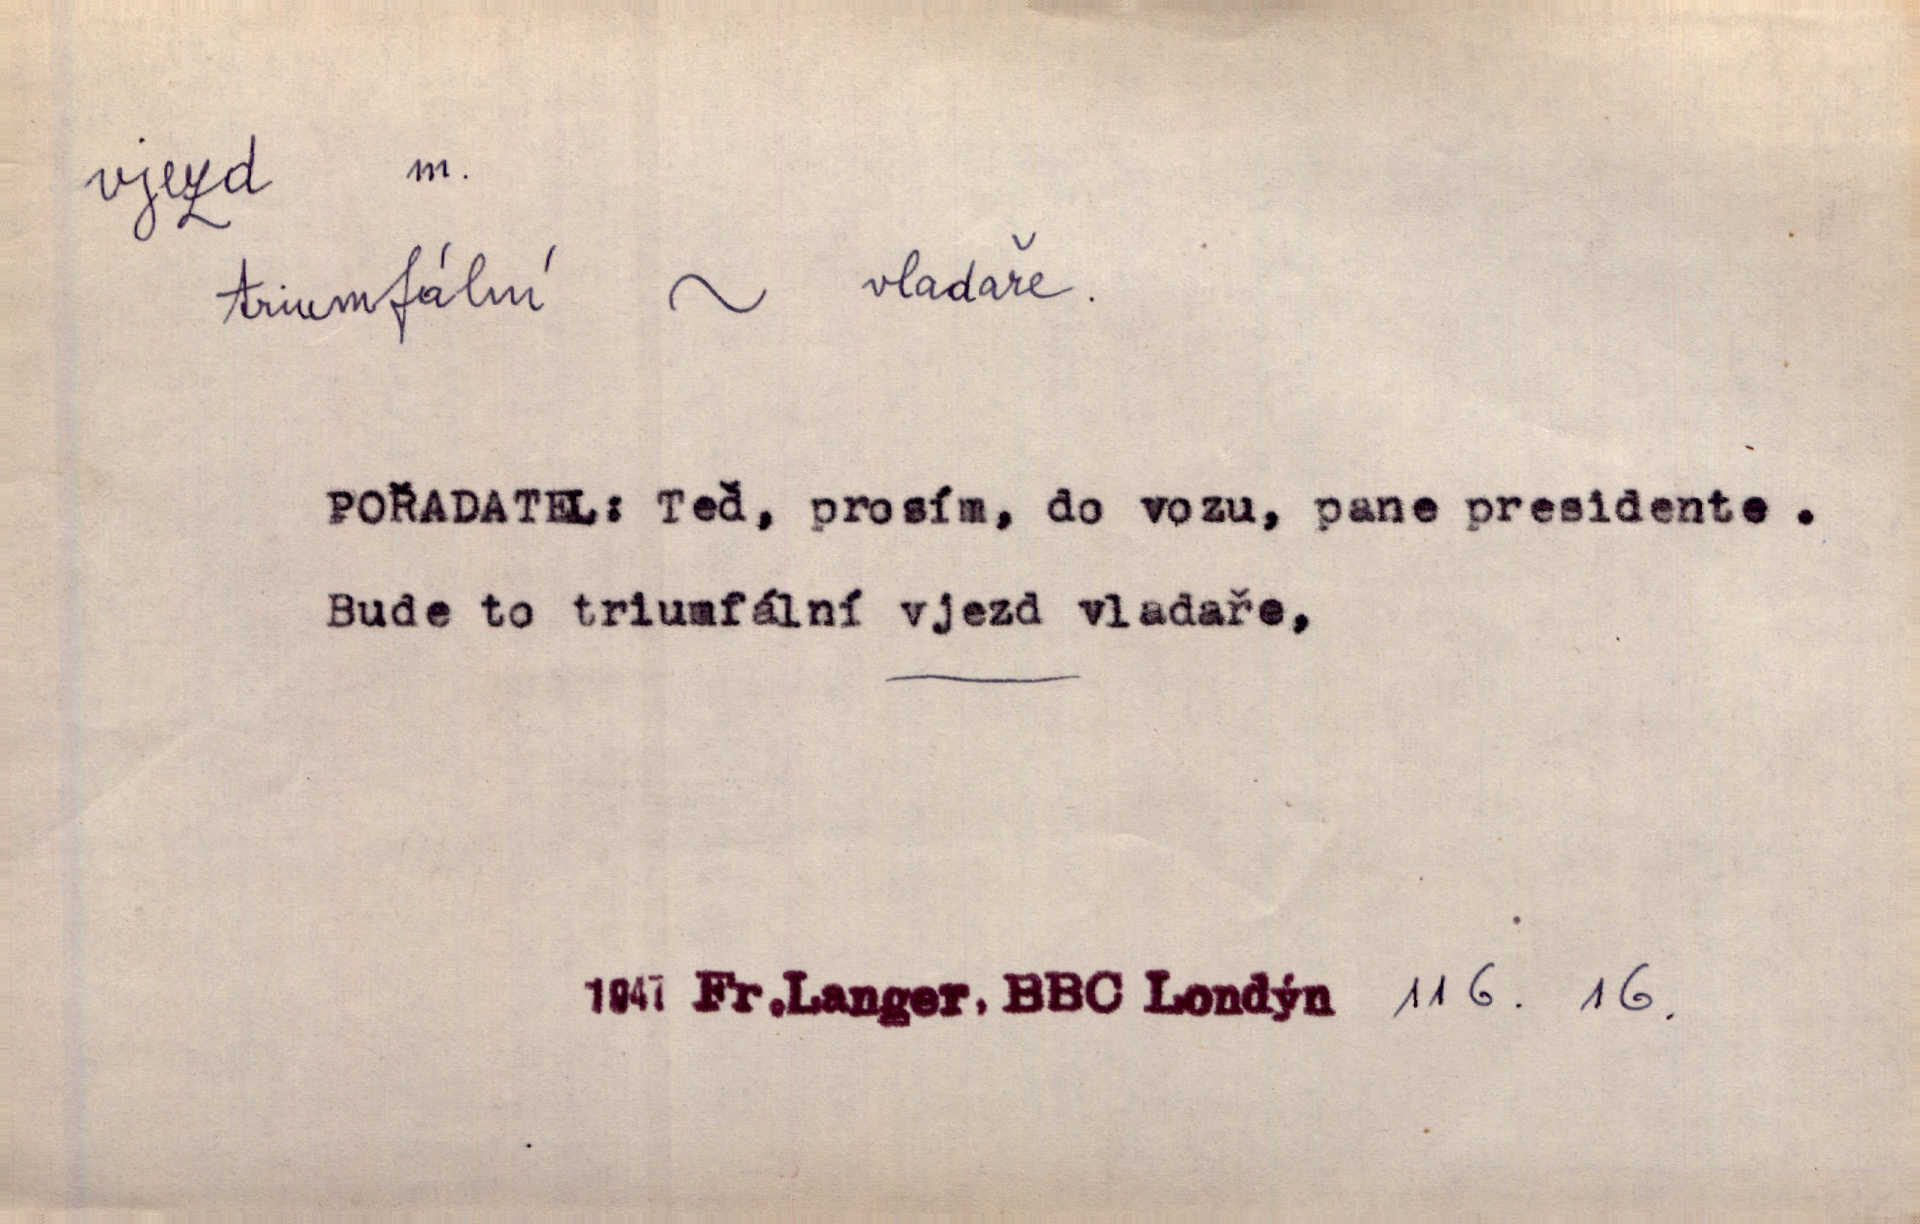 vjezd m.
triumfální ~ vladaře.
POŘADATEL: Teď, prosím, do vozu, pane presidente .
Bude to triumfální vjezd vladaře,
1947 Fr.Langer, BBC Londýn 116. 16.